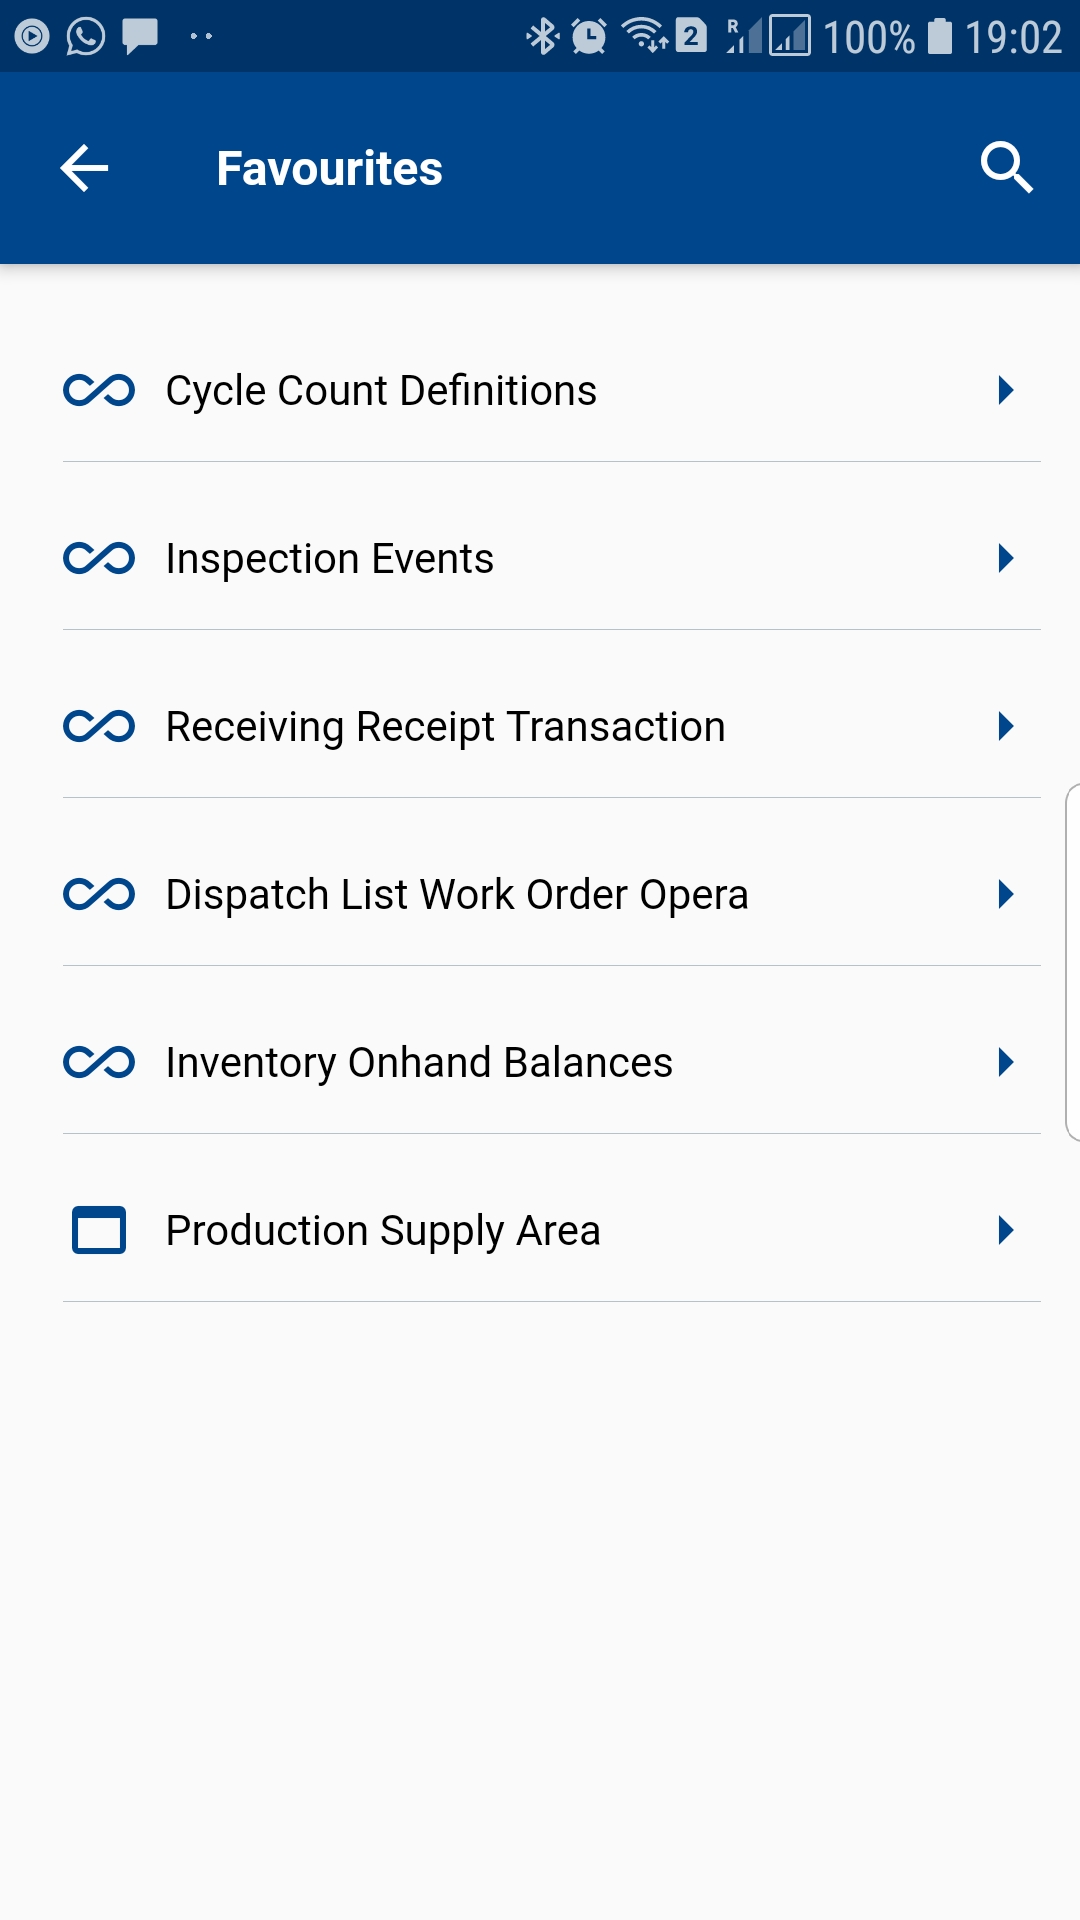 2 R 100% 19:02
Favourites
Cycle Count Definitions
Inspection Events
Receiving Receipt Transaction
Dispatch List Work Order Opera
Inventory Onhand Balances
Production Supply Area